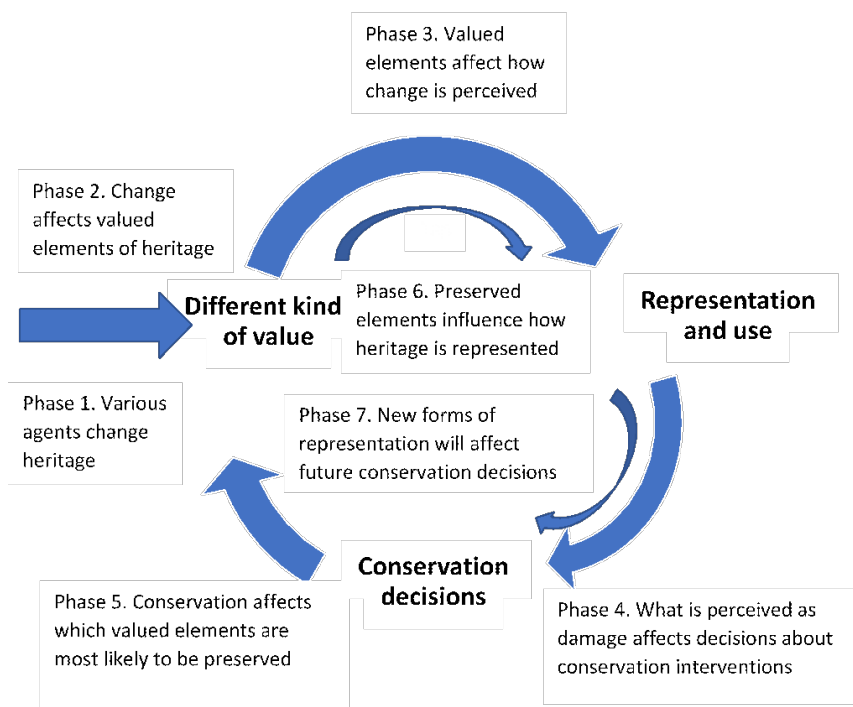 Phase 3. Valued
elements affect how
change is perceived
Phase 2. Change
affects valued
elements of heritage
Different kind
of value
Phase 6. Preserved
elements influence how
heritage is represented
Representation
and use
Phase 1. Various
agents change
heritage
Phase 7. New forms of
representation will affect
future conservation decisions
Conservation
decisions
Phase 5. Conservation affects
which valued elements are
most likely to be preserved
Phase 4. What is perceived as
damage affects decisions about
conservation interventions